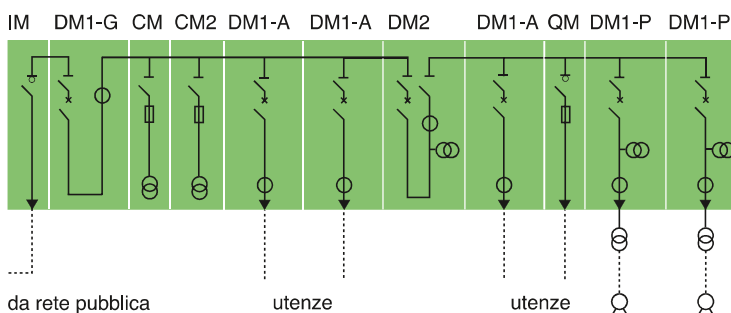 IM DM1-G CM CM2 DM1-A DM1-A DM2 DM1-A QM DM1-P DM1-P
da rete pubblica utenze utenze